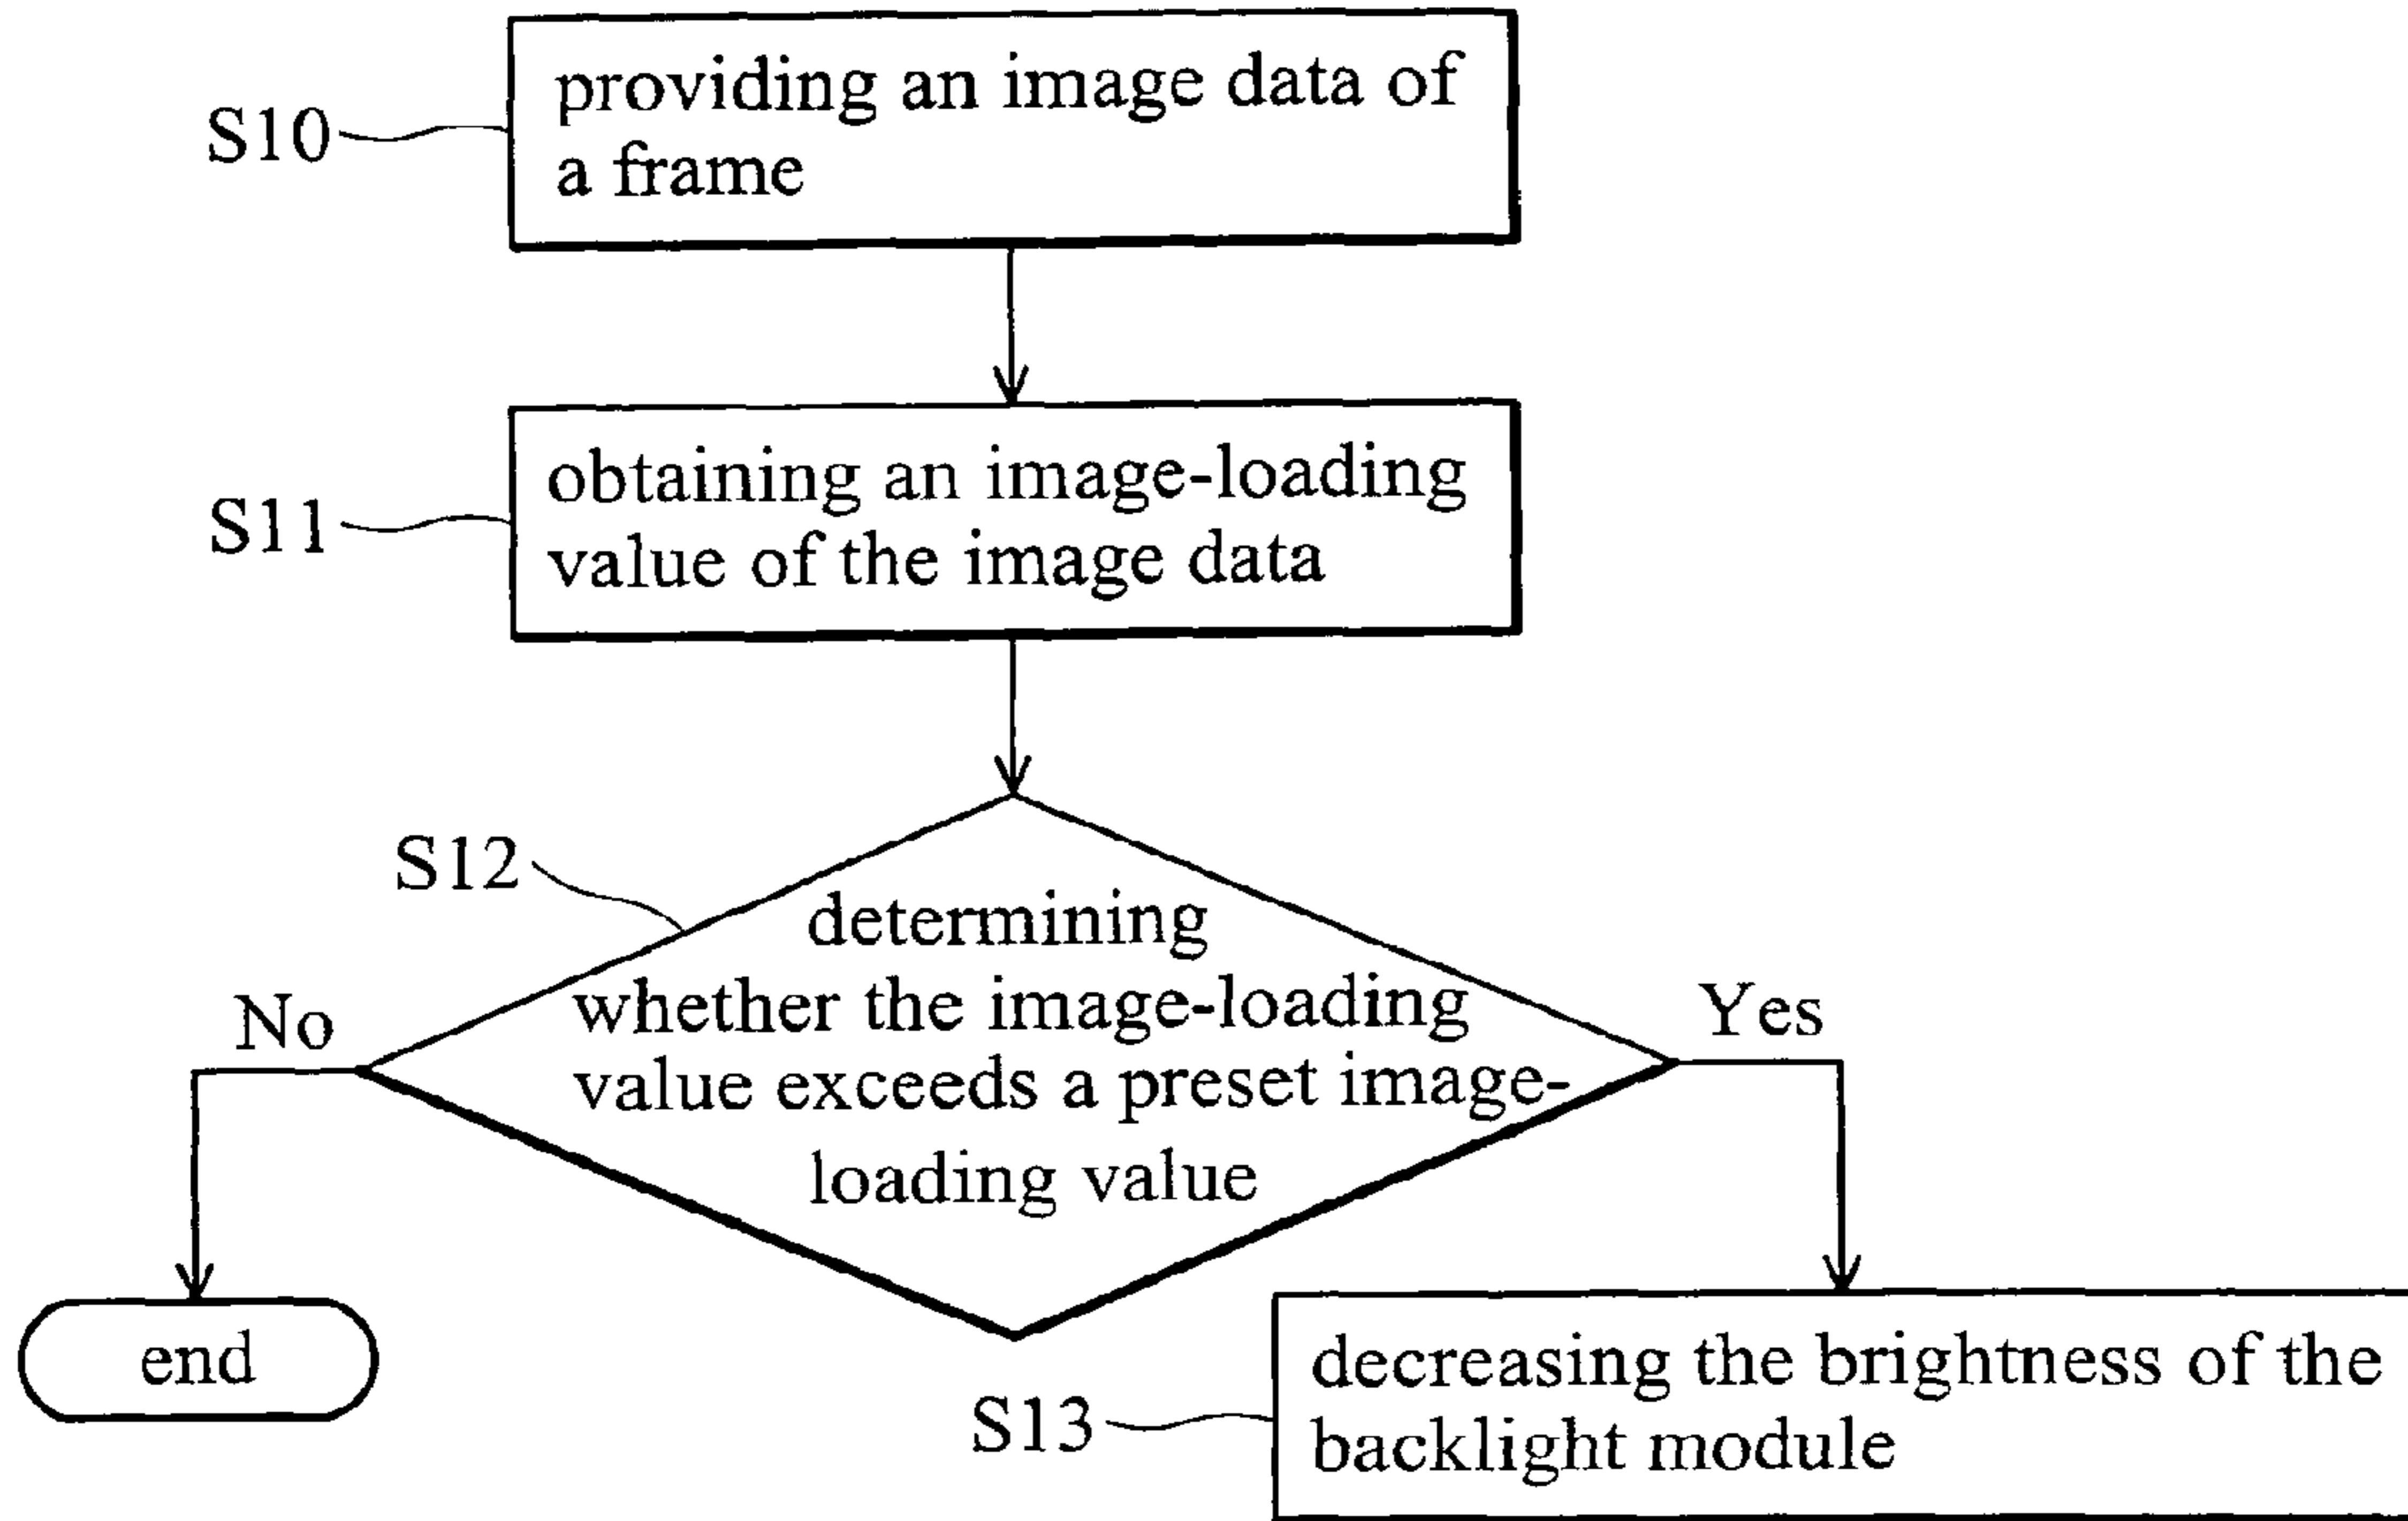 S10
providing an image data of
a frame
S11
obtaining an image-loading
value of the image data
S12
determining
whether the image-loading
value exceeds a preset image-
loading value
No
Yes
end
S13
decreasing the brightness of the
backlight module